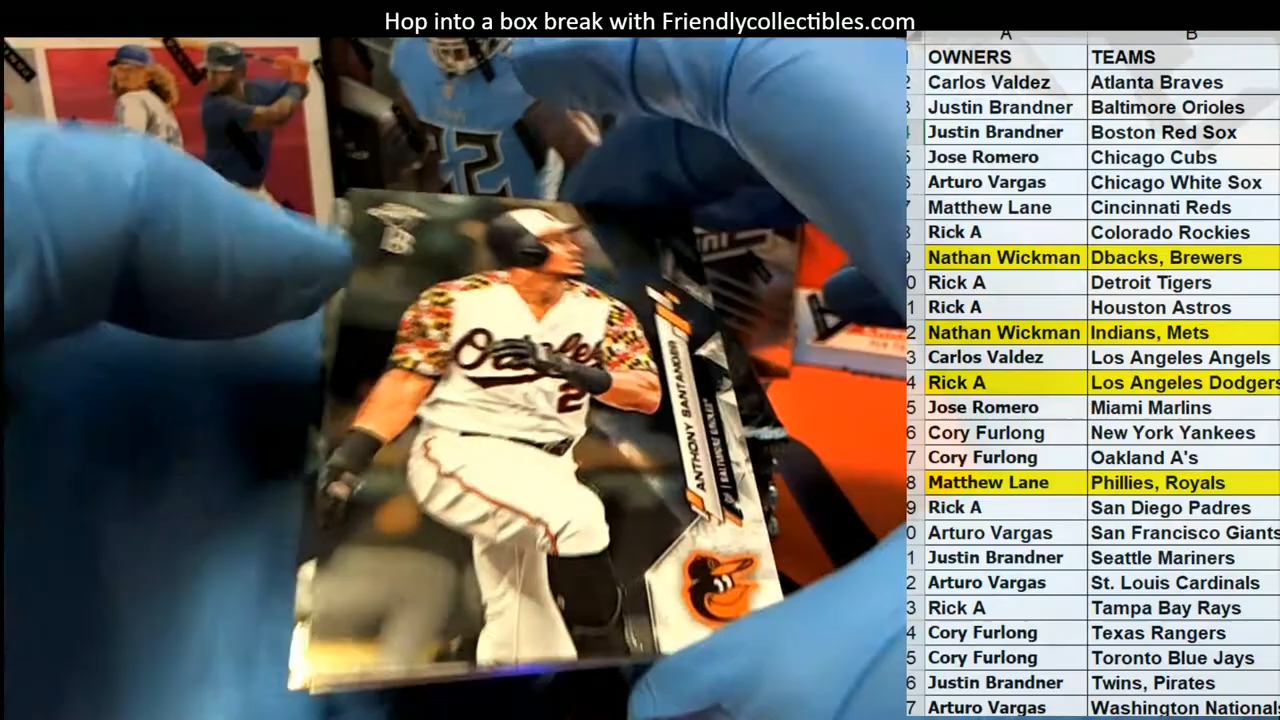 Hop into a box break with Friendlycollectibles.com
A B
OWNERS TEAMS
Carlos Valdez Atlanta Braves
Justin Brandner Baltimore Orioles
Justin Brandner Boston Red Sox
Jose Romero Chicago Cubs
Arturo Vargas Chicago White Sox
Matthew Lane Cincinnati Reds
Rick A Colorado Rockies
Nathan Wickman Dbacks, Brewers
Rick A Detroit Tigers
Rick A Houston Astros
Nathan Wickman Indians, Mets
Carlos Valdez Los Angeles Angels
Rick A Los Angeles Dodgers
Jose Romero Miami Marlins
Cory Furlong New York Yankees
Cory Furlong Oakland A's
Matthew Lane Phillies, Royals
Rick A San Diego Padres
Arturo Vargas San Francisco Giants
Justin Brandner Seattle Mariners
Arturo Vargas St. Louis Cardinals
Rick A Tampa Bay Rays
Cory Furlong Texas Rangers
Cory Furlong Toronto Blue Jays
Justin Brandner Twins, Pirates
Arturo Vargas Washington Nationals
Orioles
2
ANTHONY SANTANDER
OF | BALTIMORE ORIOLES